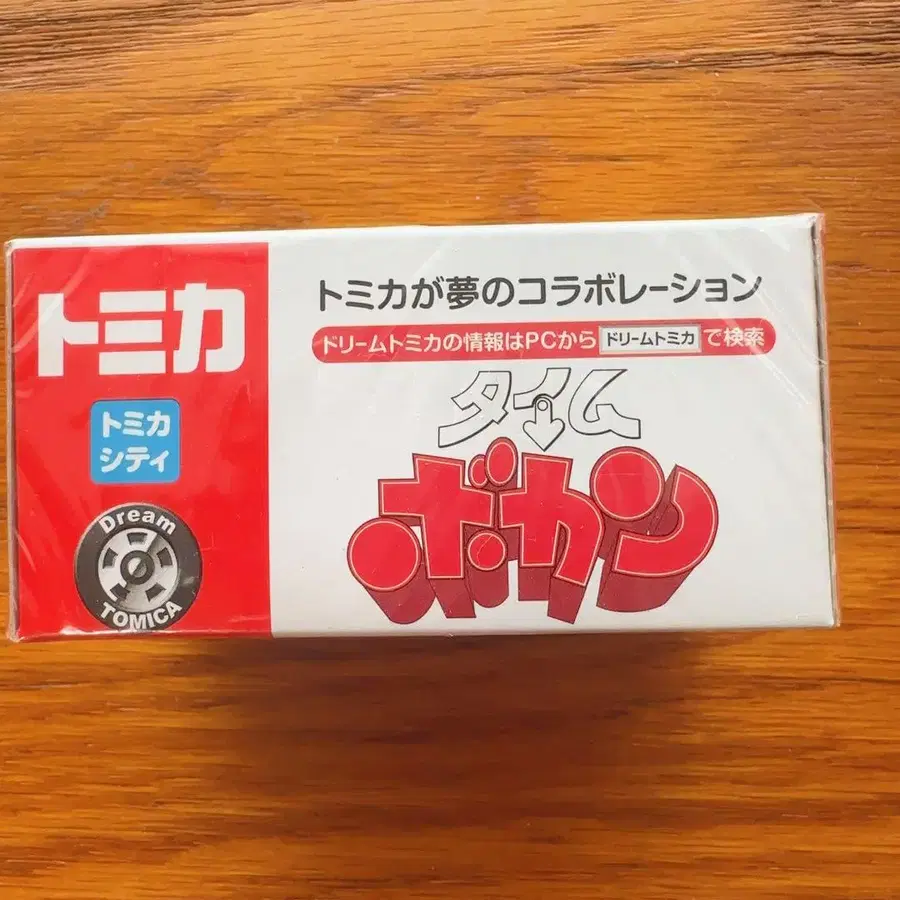 トミカ
トミカ
シティ
Dream
TOMICA
トミカが夢のコラボレーション
ドリームトミカの情報はPCから ドリームトミカ で検索
タイム
ボカン